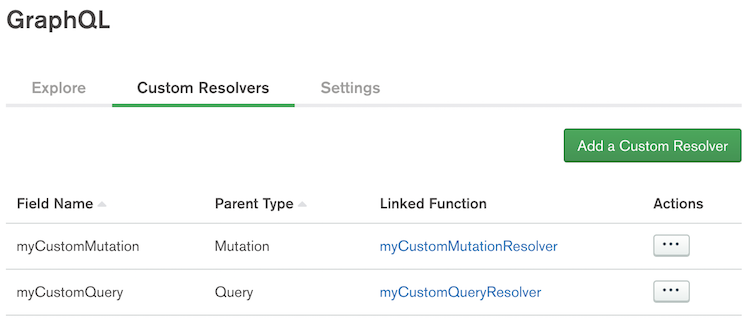 GraphQL
Explore Custom Resolvers Settings
Add a Custom Resolver
Field Name Parent Type Linked Function Actions
myCustomMutation Mutation myCustomMutationResolver ...
myCustomQuery Query myCustomQueryResolver ...